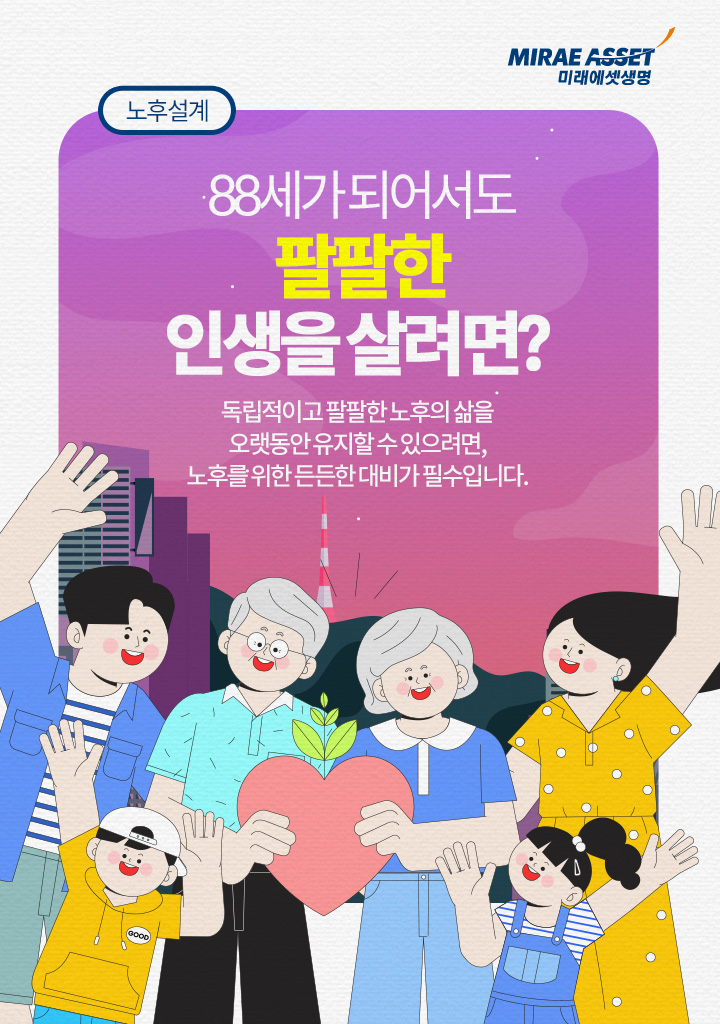 MIRAE ASSET
미래에셋생명
노후설계
88세가 되어서도
팔팔한
인생을 살려면?
독립적이고 팔팔한 노후의 삶을
오랫동안 유지할 수 있으려면,
노후를 위한 든든한 대비가 필수입니다.
GOOD